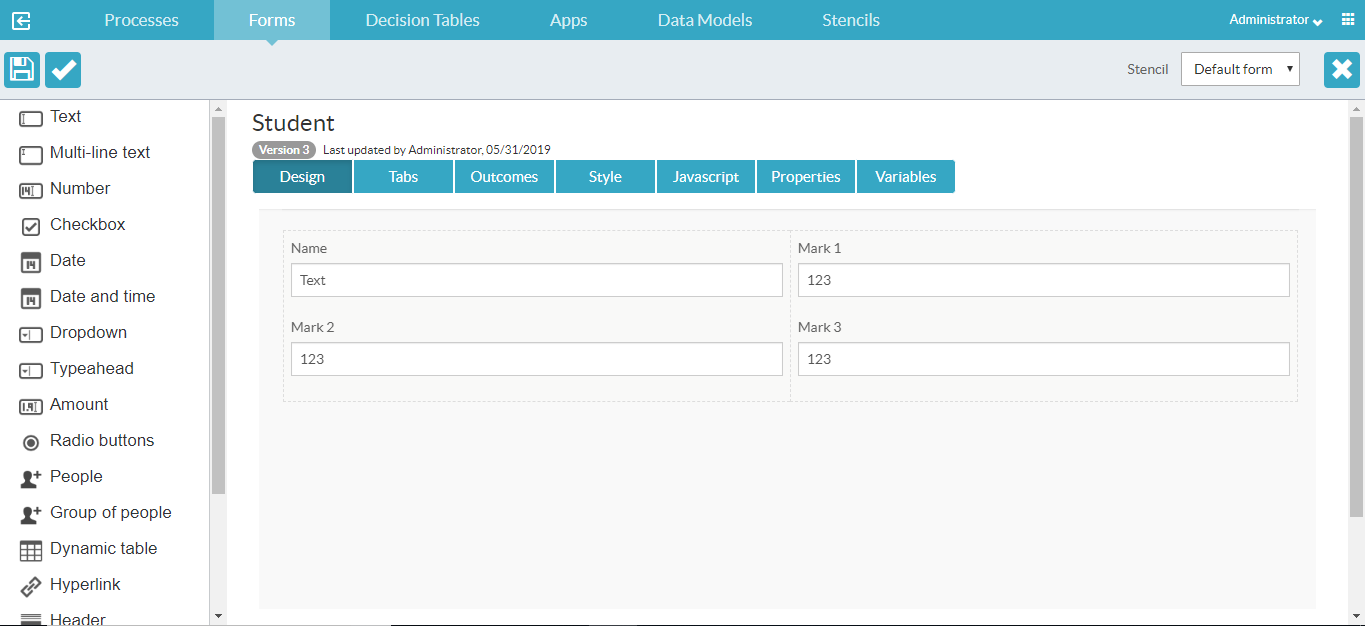 Processes Forms Decision Tables Apps Data Models Stencils Administrator
Stencil Default form
Text
Multi-line text
Number
Checkbox
Date
Date and time
Dropdown
Typeahead
Amount
Radio buttons
People
Group of people
Dynamic table
Hyperlink
Header
Student
Version 3 Last updated by Administrator, 05/31/2019
Design Tabs Outcomes Style Javascript Properties Variables
Name Mark 1
Text 123
Mark 2 Mark 3
123 123